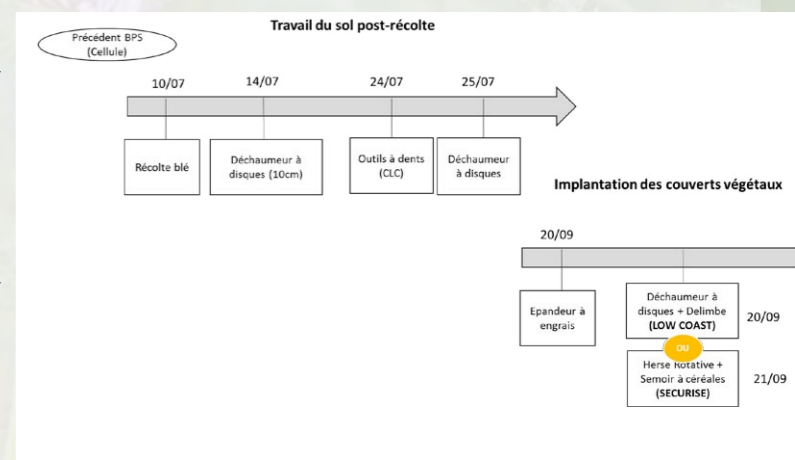 Travail du sol post-récolte
Précédent BPS
(Cellule)
10/07
14/07
24/07
25/07
Récolte blé
Déchaumeur à
disques (10cm)
Outils à dents
(CLC)
Déchaumeur
à disques
Implantation des couverts végétaux
20/09
Epandeur à
engrais
Déchaumeur à
disques + Delimbe
(LOW COAST)
20/09
OU
Herse Rotative +
Semoir à céréales
(SECURISE)
21/09